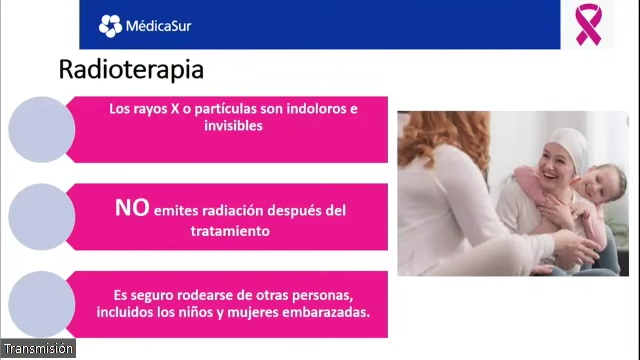 MédicaSur
Radioterapia
Los rayos X o partículas son indoloros e
invisibles
NO emites radiación después del
tratamiento
Es seguro rodearse de otras personas,
incluidos los niños y mujeres embarazadas.
Transmisión